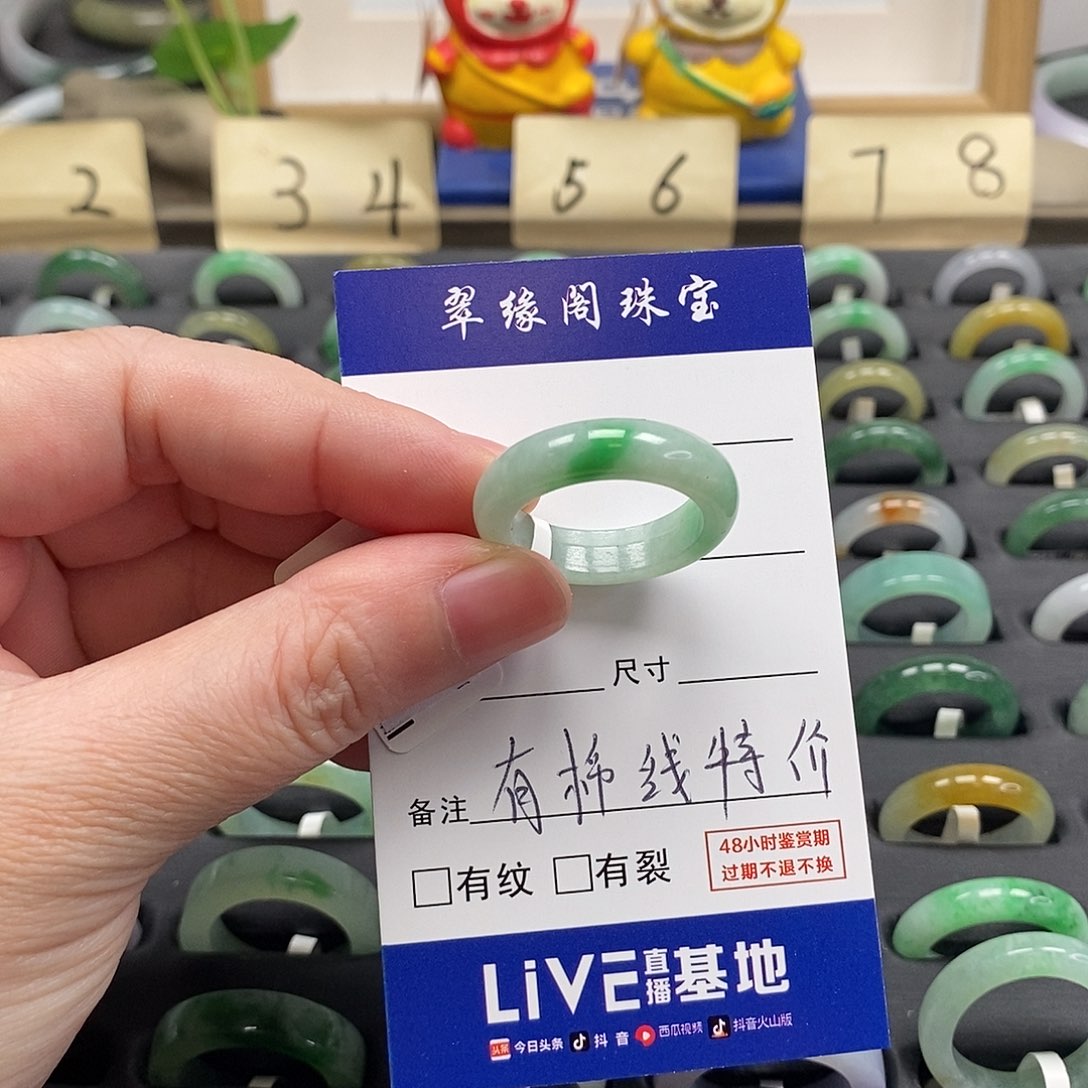 2
3 4
5 6
7 8
翠缘阁珠宝
尺寸
备注 有棉线特价
□有纹 □有裂
48小时鉴赏期
过期不退不换
LiVE直播基地
头条 今日头条 抖音 西瓜视频 抖音火山版